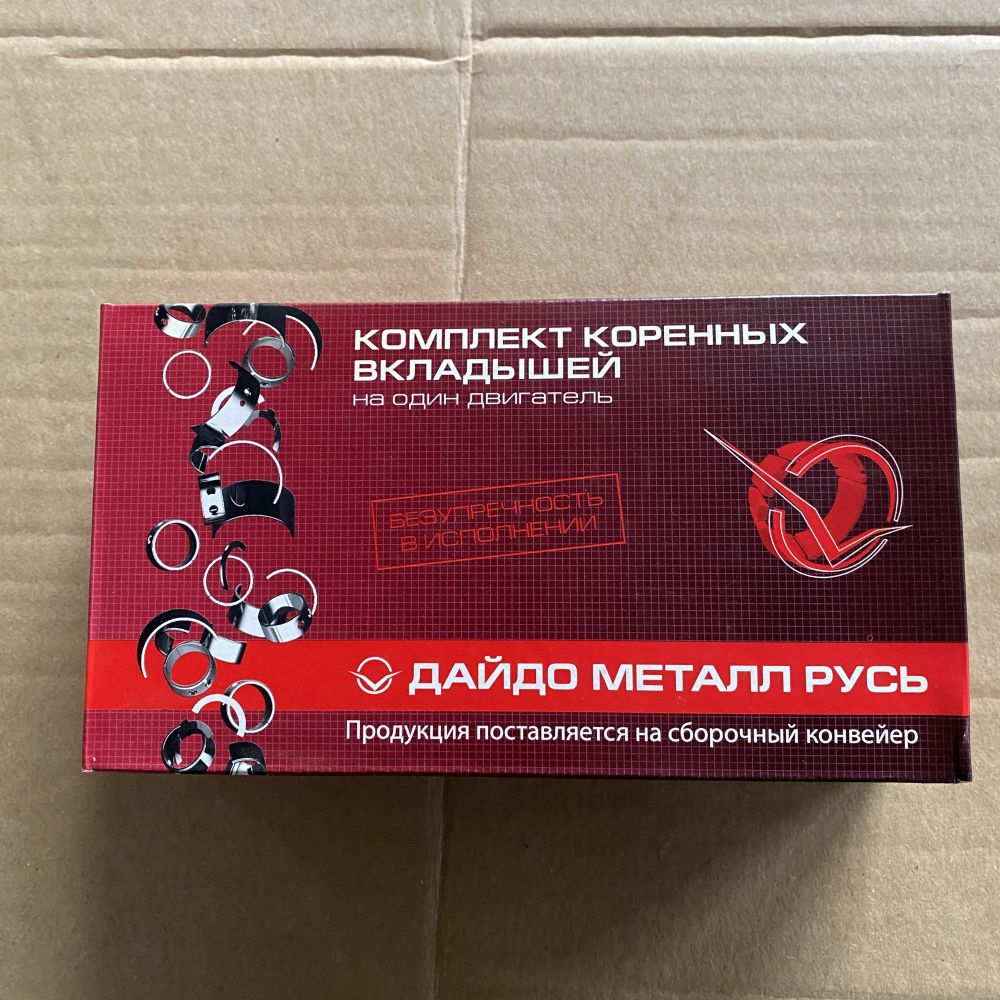 КОМПЛЕКТ КОРЕННЫХ
ВКЛАДЫШЕЙ
на один двигатель
БЕЗУПРЕЧНОСТЬ
В ИСПОЛНЕНИИ
ДАЙДО МЕТАЛЛ РУСЬ
Продукция поставляется на сборочный конвейер